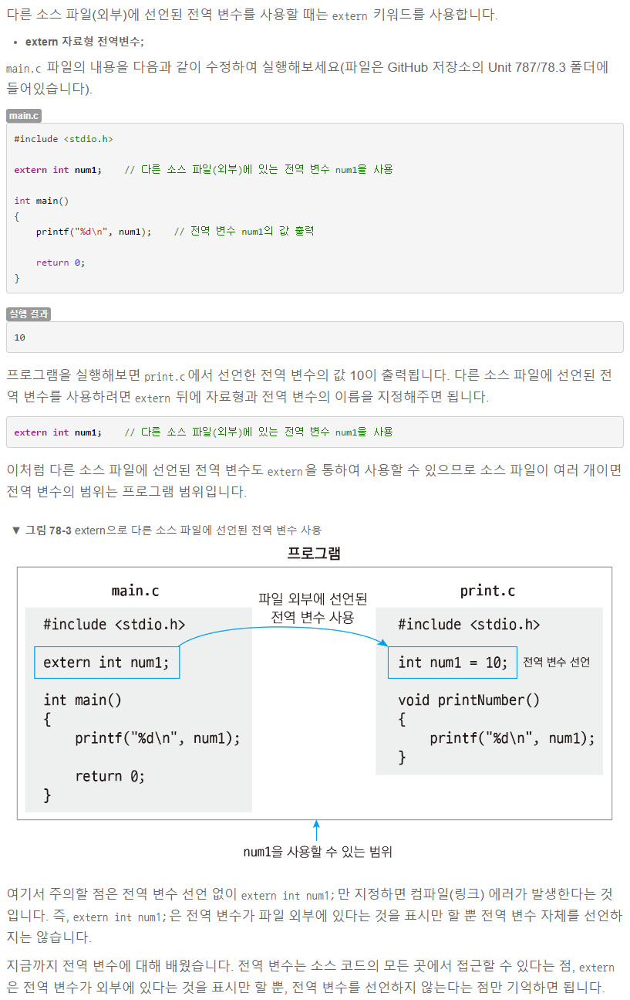 다른 소스 파일(외부)에 선언된 전역 변수를 사용할 때는 extern 키워드를 사용합니다.
• extern 자료형 전역변수;
main.c 파일의 내용을 다음과 같이 수정하여 실행해보세요(파일은 GitHub 저장소의 Unit 787/78.3 폴더에
들어있습니다).
main.c
#include <stdio.h>
extern int num1;    // 다른 소스 파일(외부)에 있는 전역 변수 num1을 사용
int main()
{
    printf("%d\n", num1);    // 전역 변수 num1의 값 출력
    return 0;
}
실행 결과
10
프로그램을 실행해보면 print.c에서 선언한 전역 변수의 값 10이 출력됩니다. 다른 소스 파일에 선언된 전
역 변수를 사용하려면 extern 뒤에 자료형과 전역 변수의 이름을 지정해주면 됩니다.
extern int num1;    // 다른 소스 파일(외부)에 있는 전역 변수 num1을 사용
이처럼 다른 소스 파일에 선언된 전역 변수도 extern을 통하여 사용할 수 있으므로 소스 파일이 여러 개이면
전역 변수의 범위는 프로그램 범위입니다.
▼ 그림 78-3 extern으로 다른 소스 파일에 선언된 전역 변수 사용
프로그램
main.c
#include <stdio.h>
extern int num1;
int main()
{
    printf("%d\n", num1);
    return 0;
}
파일 외부에 선언된
전역 변수 사용
print.c
#include <stdio.h>
int num1 = 10; 전역 변수 선언
void printNumber()
{
    printf("%d\n", num1);
}
num1을 사용할 수 있는 범위
여기서 주의할 점은 전역 변수 선언 없이 extern int num1;만 지정하면 컴파일(링크) 에러가 발생한다는 것
입니다. 즉, extern int num1;은 전역 변수가 파일 외부에 있다는 것을 표시만 할 뿐 전역 변수 자체를 선언하
지는 않습니다.
지금까지 전역 변수에 대해 배웠습니다. 전역 변수는 소스 코드의 모든 곳에서 접근할 수 있다는 점, extern
은 전역 변수가 외부에 있다는 것을 표시만 할 뿐, 전역 변수를 선언하지 않는다는 점만 기억하면 됩니다.